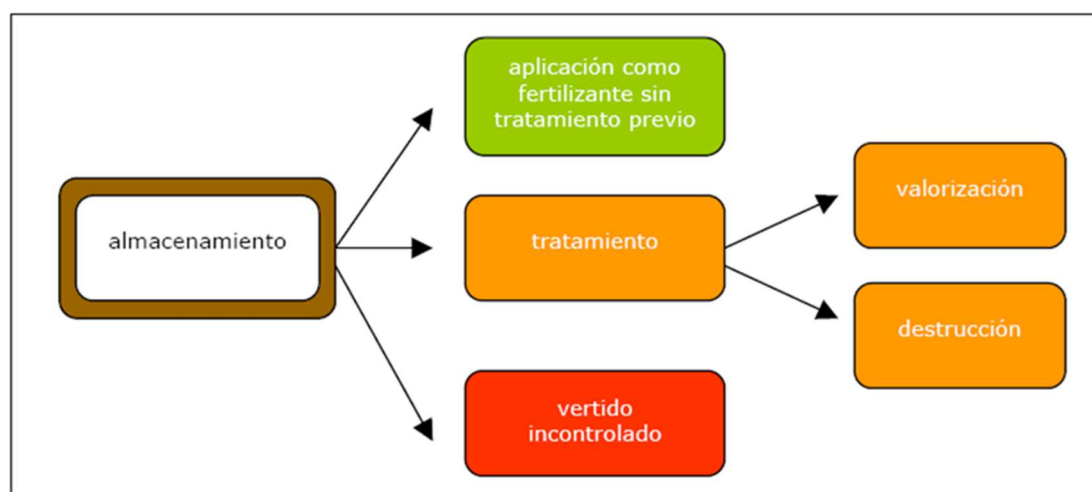 aplicación como
fertilizante sin
tratamiento previo
valorización
almacenamiento
tratamiento
destrucción
vertido
incontrolado